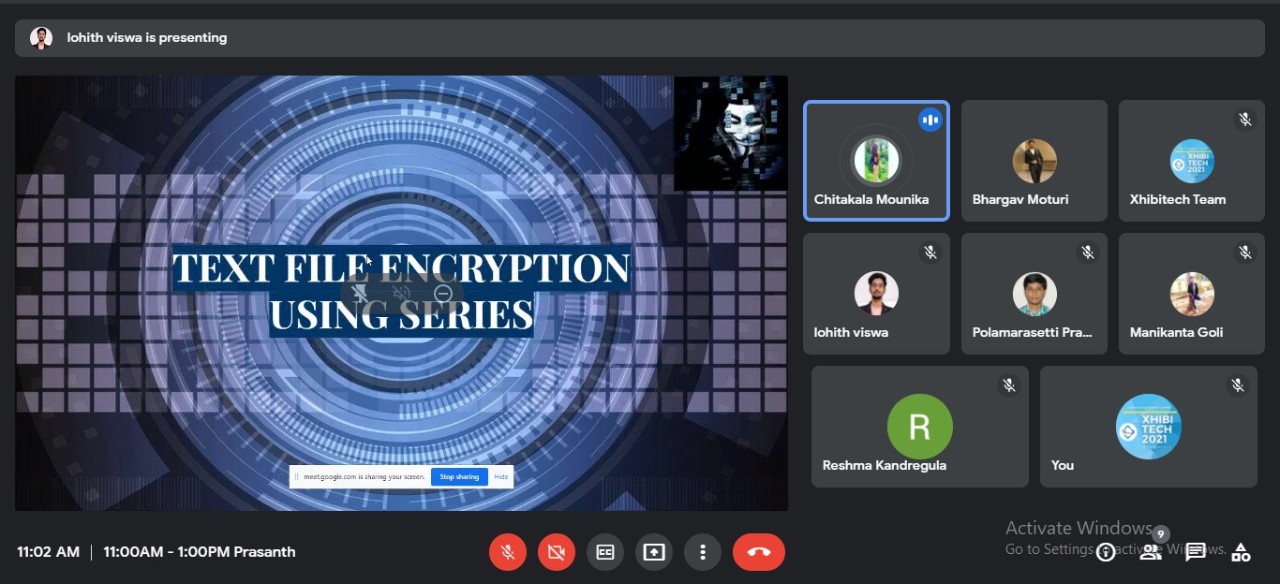 lohith viswa is presenting
TEXT FILE ENCRYPTION
USING SERIES
meet.google.com is sharing your screen.
Stop sharing
Hide
Chitakala Mounika
Bhargav Moturi
XHIBI
TECH
2021
Xhibitech Team
lohith viswa
Polamarasetti Pra...
Manikanta Goli
R
Reshma Kandregula
XHIBI
TECH
2021
You
11:02 AM | 11:00AM - 1:00PM Prasanth
CC
Activate Windows
Go to Settings to activate Windows.
9